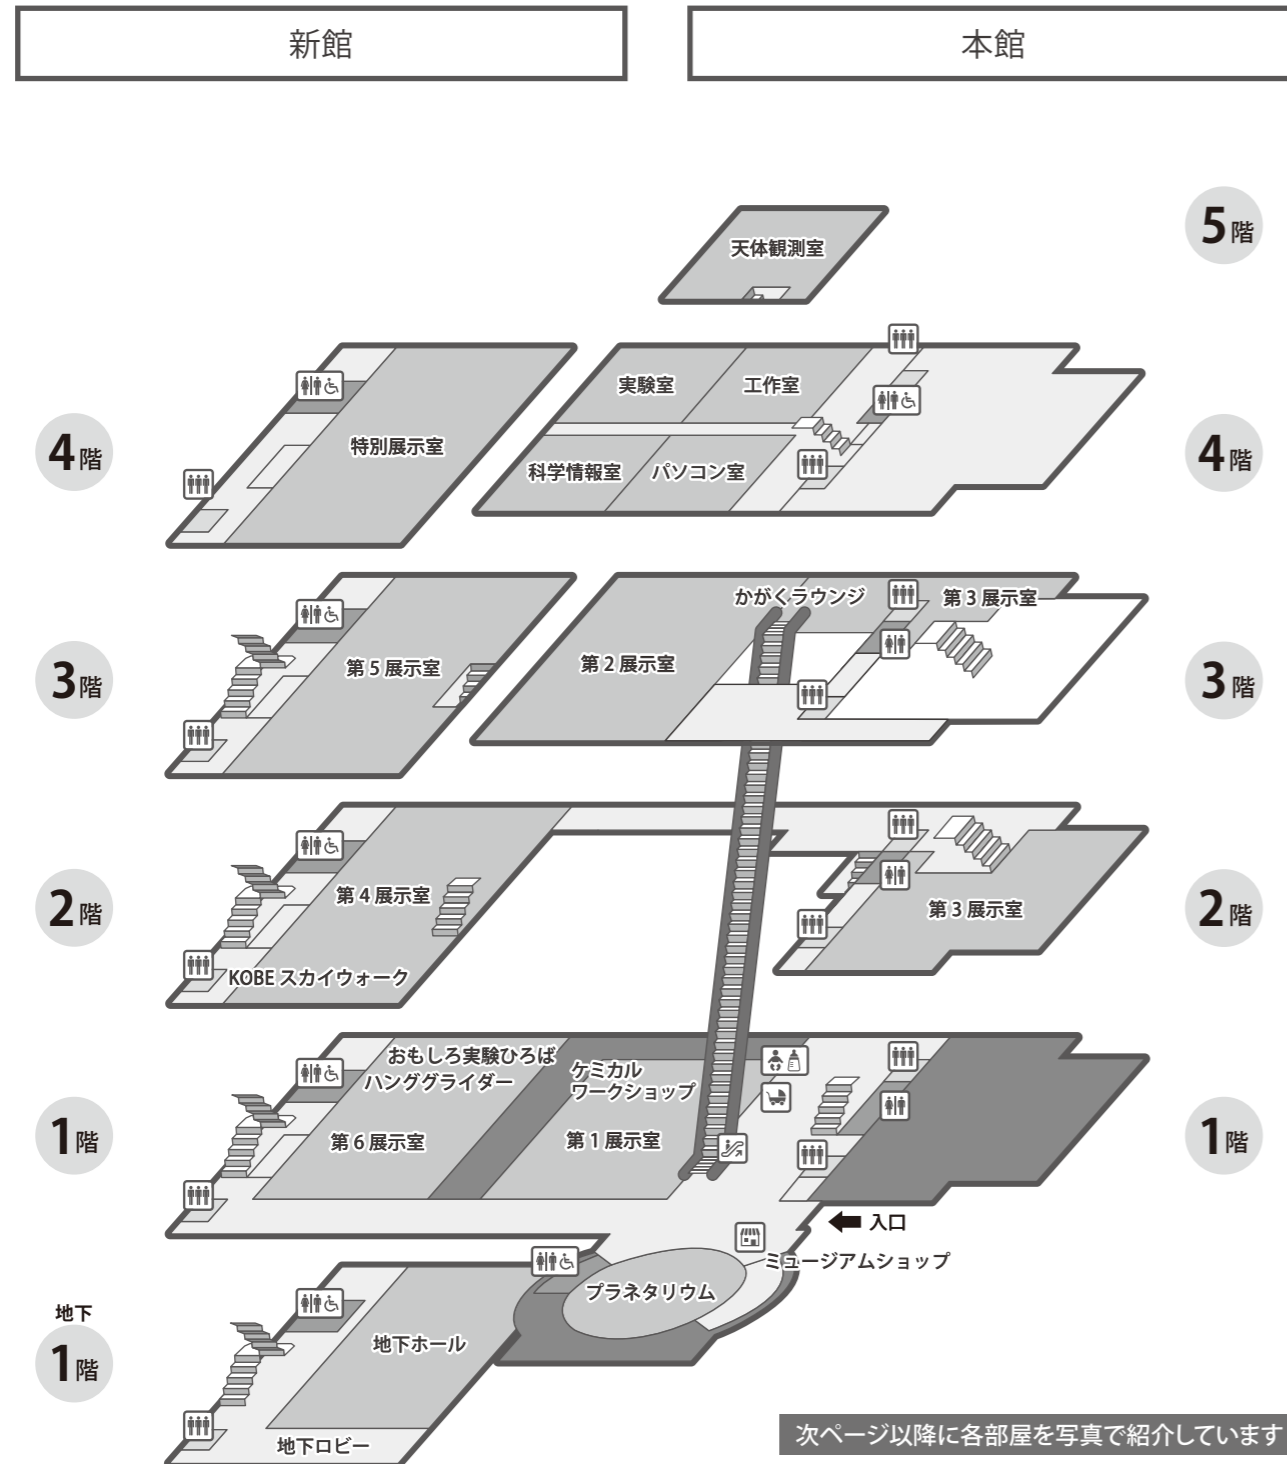 新館
本館
天体観測室
5階
実験室
工作室
特別展示室
科学情報室
パソコン室
4階
4階
かがくラウンジ
第3展示室
第5展示室
第2展示室
3階
3階
第4展示室
第3展示室
KOBE スカイウォーク
2階
2階
おもしろ実験ひろば
ハンググライダー
ケミカル
ワークショップ
第6展示室
第1展示室
1階
1階
入口
ミュージアムショップ
プラネタリウム
地下
1階
地下ホール
地下ロビー
次ページ以降に各部屋を写真で紹介しています